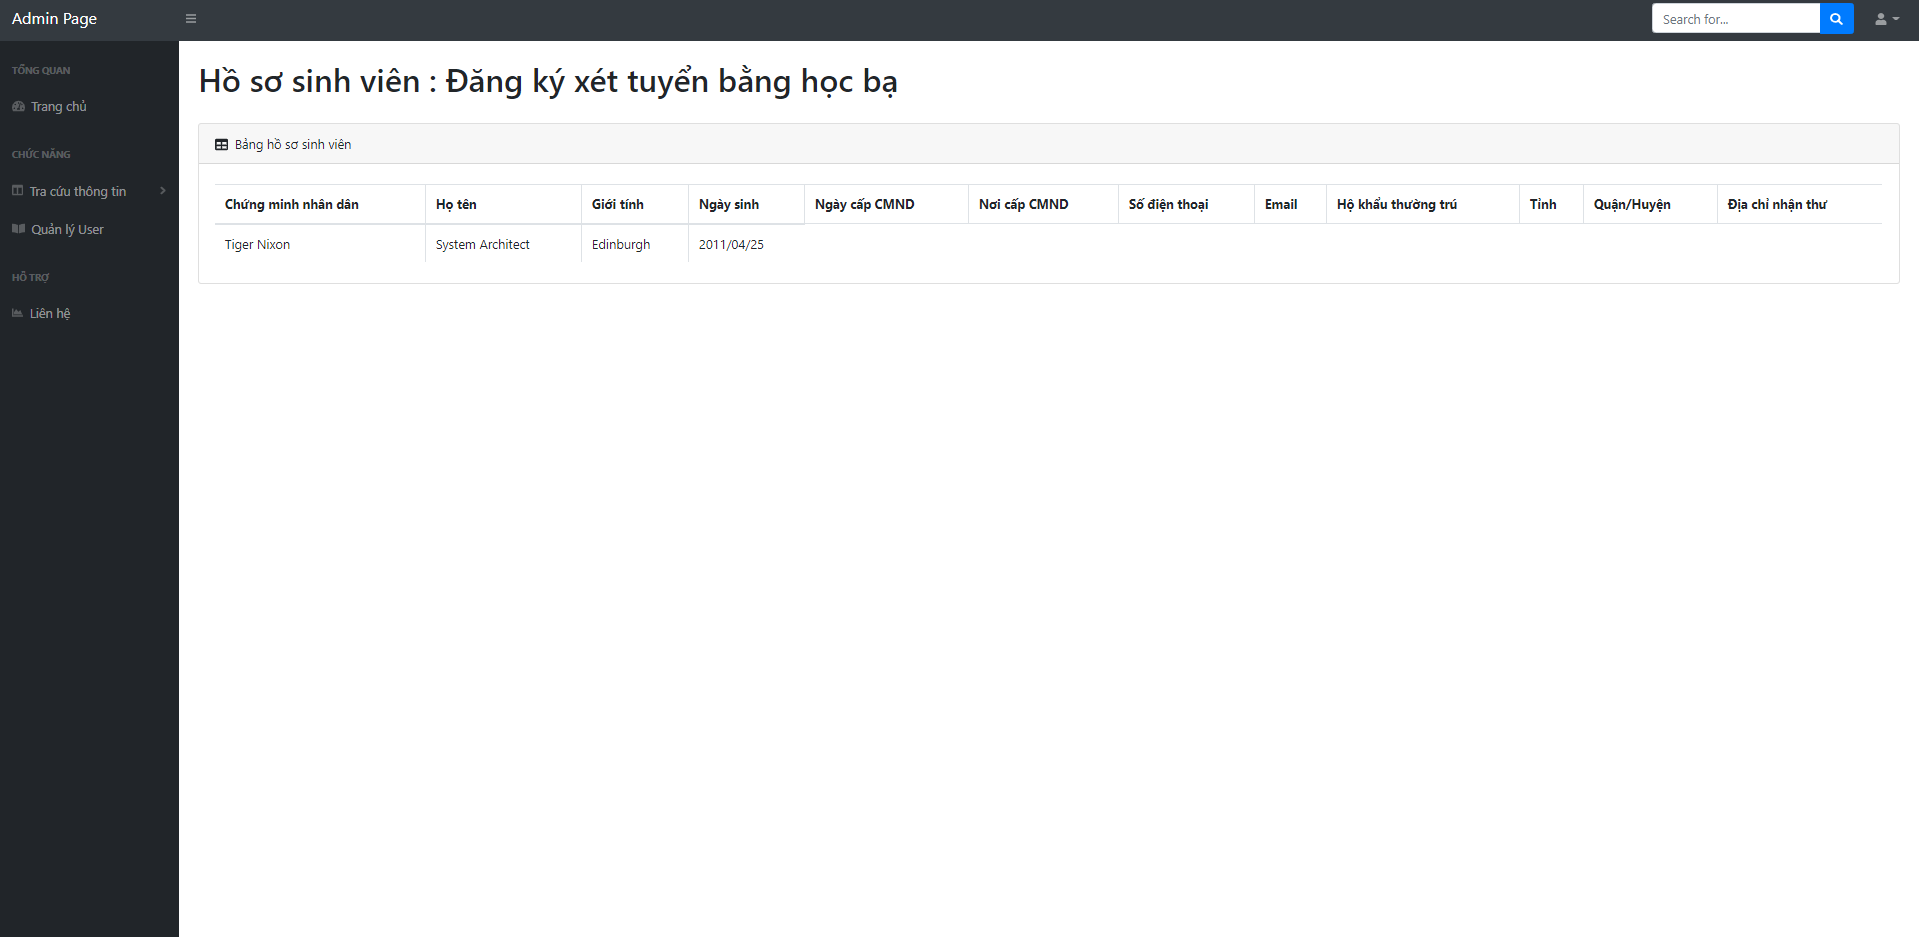 Admin Page
Search for...
TỔNG QUAN
Trang chủ
CHỨC NĂNG
Tra cứu thông tin
Quản lý User
HỖ TRỢ
Liên hệ
Hồ sơ sinh viên : Đăng ký xét tuyển bằng học bạ
Bảng hồ sơ sinh viên
Chứng minh nhân dân Họ tên Giới tính Ngày sinh Ngày cấp CMND Nơi cấp CMND Số điện thoại Email Hộ khẩu thường trú Tỉnh Quận/Huyện Địa chỉ nhận thư
Tiger Nixon System Architect Edinburgh 2011/04/25